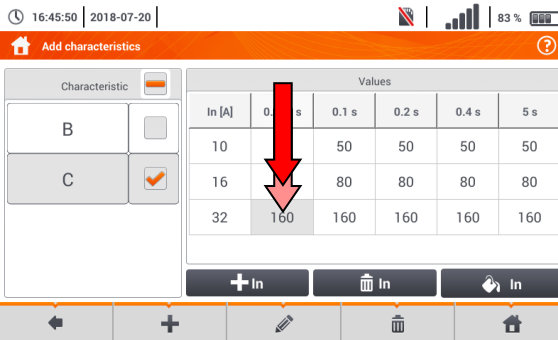 16:45:50 2018-07-20 83 %
Add characteristics ?
Characteristic Values
In [A] 0. s 0.1 s 0.2 s 0.4 s 5 s
B
10 50 50 50 50
C
16 80 80 80 80
32 160 160 160 160 160
In In In